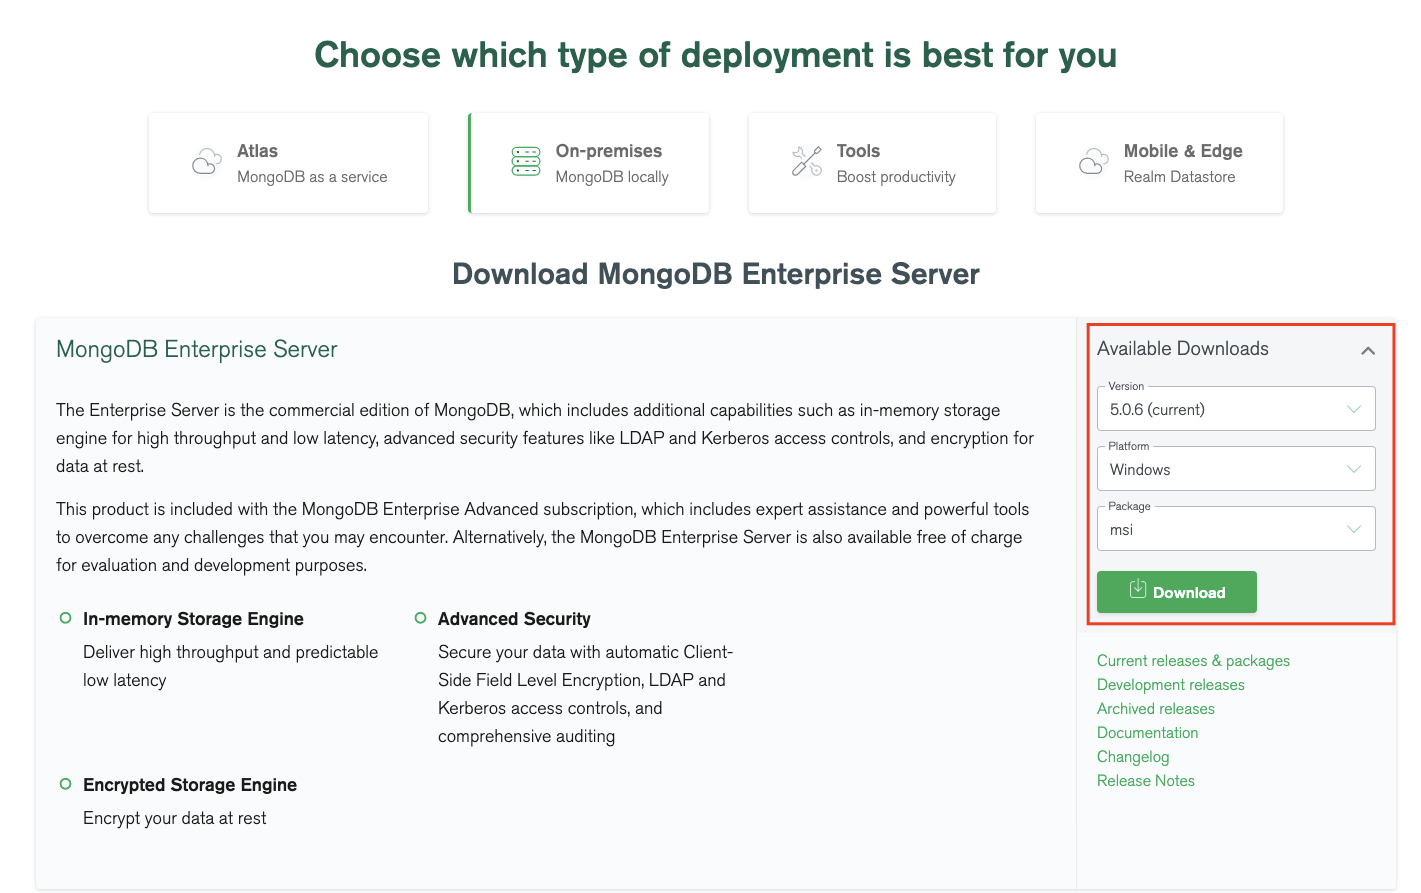 Choose which type of deployment is best for you
Atlas
MongoDB as a service
On-premises
MongoDB locally
Tools
Boost productivity
Mobile & Edge
Realm Datastore
Download MongoDB Enterprise Server
MongoDB Enterprise Server
The Enterprise Server is the commercial edition of MongoDB, which includes additional capabilities such as in-memory storage
engine for high throughput and low latency, advanced security features like LDAP and Kerberos access controls, and encryption for
data at rest.
This product is included with the MongoDB Enterprise Advanced subscription, which includes expert assistance and powerful tools
to overcome any challenges that you may encounter. Alternatively, the MongoDB Enterprise Server is also available free of charge
for evaluation and development purposes.
In-memory Storage Engine
Deliver high throughput and predictable
low latency
Advanced Security
Secure your data with automatic Client-
Side Field Level Encryption, LDAP and
Kerberos access controls, and
comprehensive auditing
Encrypted Storage Engine
Encrypt your data at rest
Available Downloads
Version
5.0.6 (current)
Platform
Windows
Package
msi
Download
Current releases & packages
Development releases
Archived releases
Documentation
Changelog
Release Notes